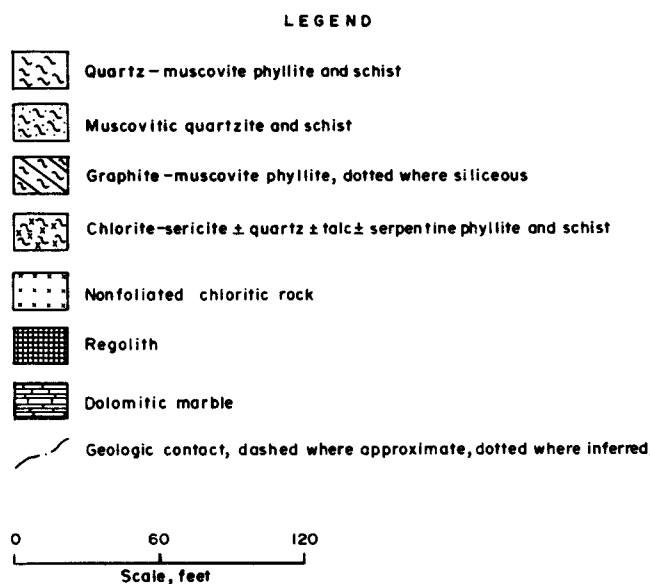 LEGEND
Quartz-muscovite phyllite and schist
Muscovitic quartzite and schist
Graphite-muscovite phyllite, dotted where siliceous
Chlorite-sericite ± quartz ± talc ± serpentine phyllite and schist
Nonfoliated chloritic rock
Regolith
Dolomitic marble
Geologic contact, dashed where approximate, dotted where inferred
0 60 120
Scale, feet